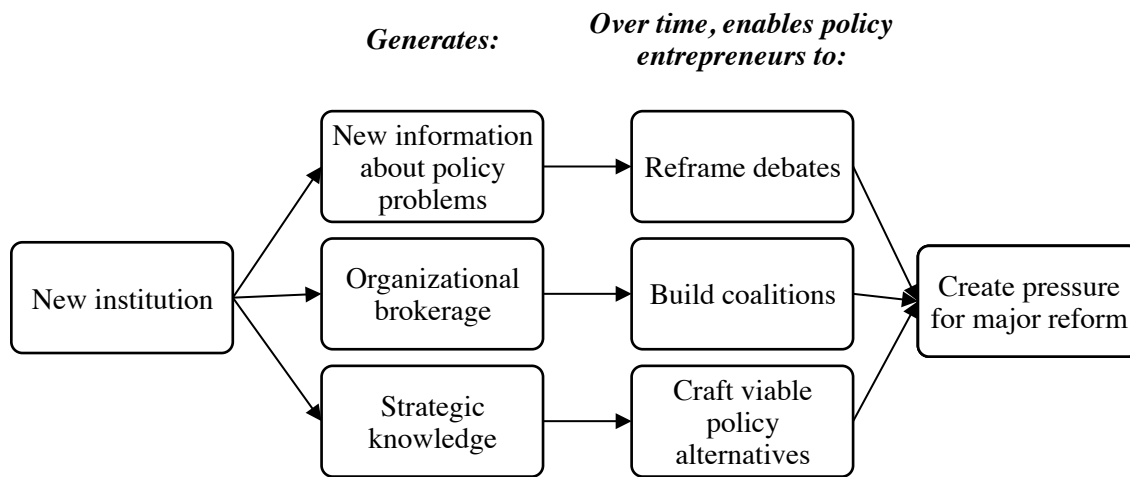 Generates:
Over time, enables policy
entrepreneurs to:
New information
about policy
problems
Reframe debates
New institution
Organizational
brokerage
Build coalitions
Create pressure
for major reform
Strategic
knowledge
Craft viable
policy
alternatives